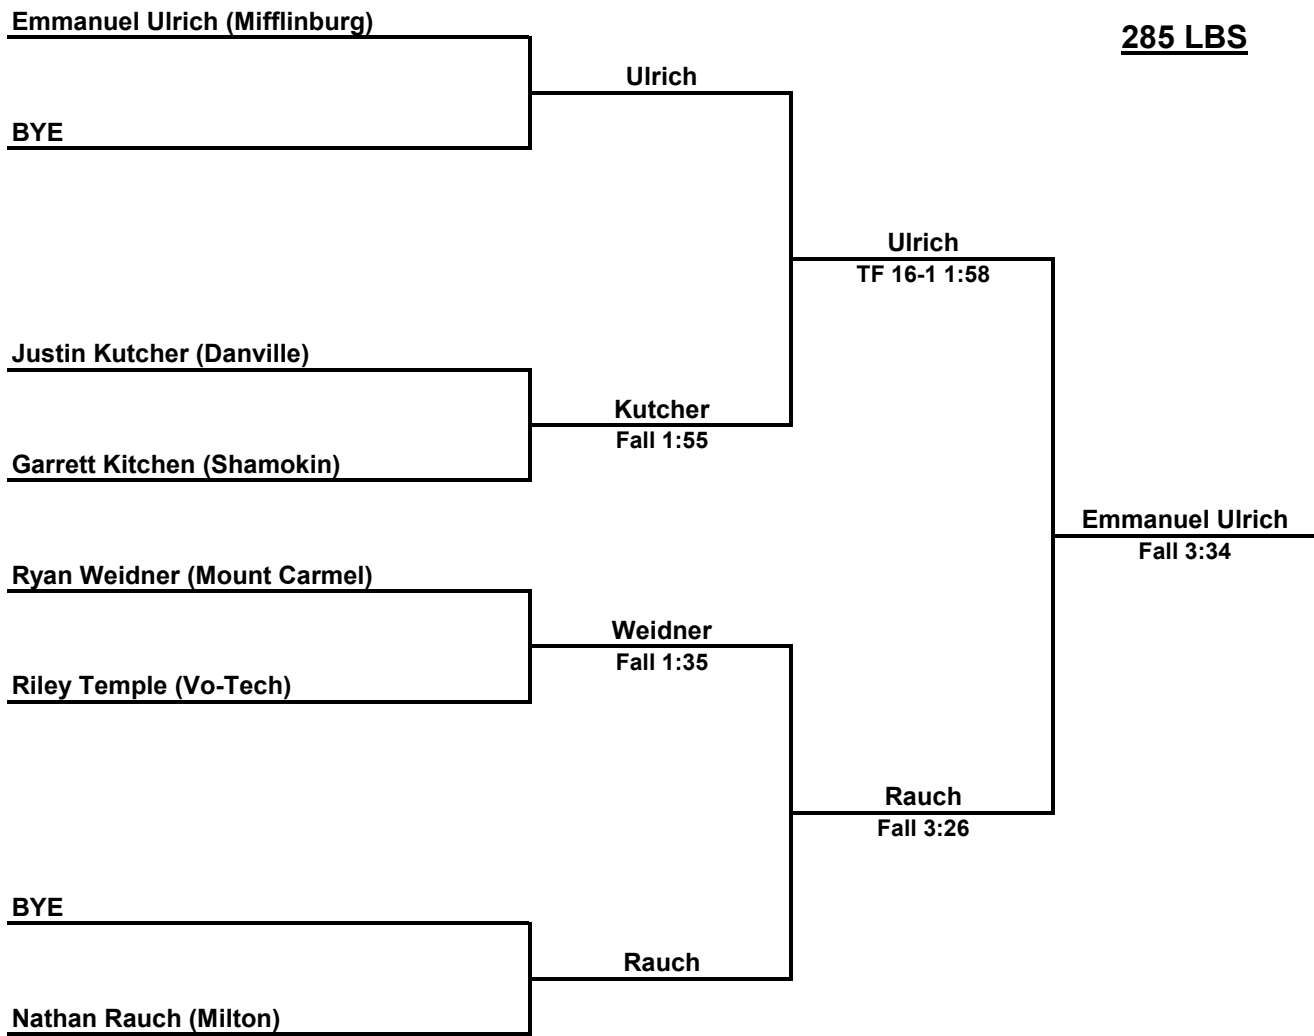 Emmanuel Ulrich (Mifflinburg)
285 LBS
Ulrich
BYE
Ulrich
TF 16-1 1:58
Justin Kutcher (Danville)
Kutcher
Fall 1:55
Garrett Kitchen (Shamokin)
Emmanuel Ulrich
Fall 3:34
Ryan Weidner (Mount Carmel)
Weidner
Fall 1:35
Riley Temple (Vo-Tech)
Rauch
Fall 3:26
BYE
Rauch
Nathan Rauch (Milton)